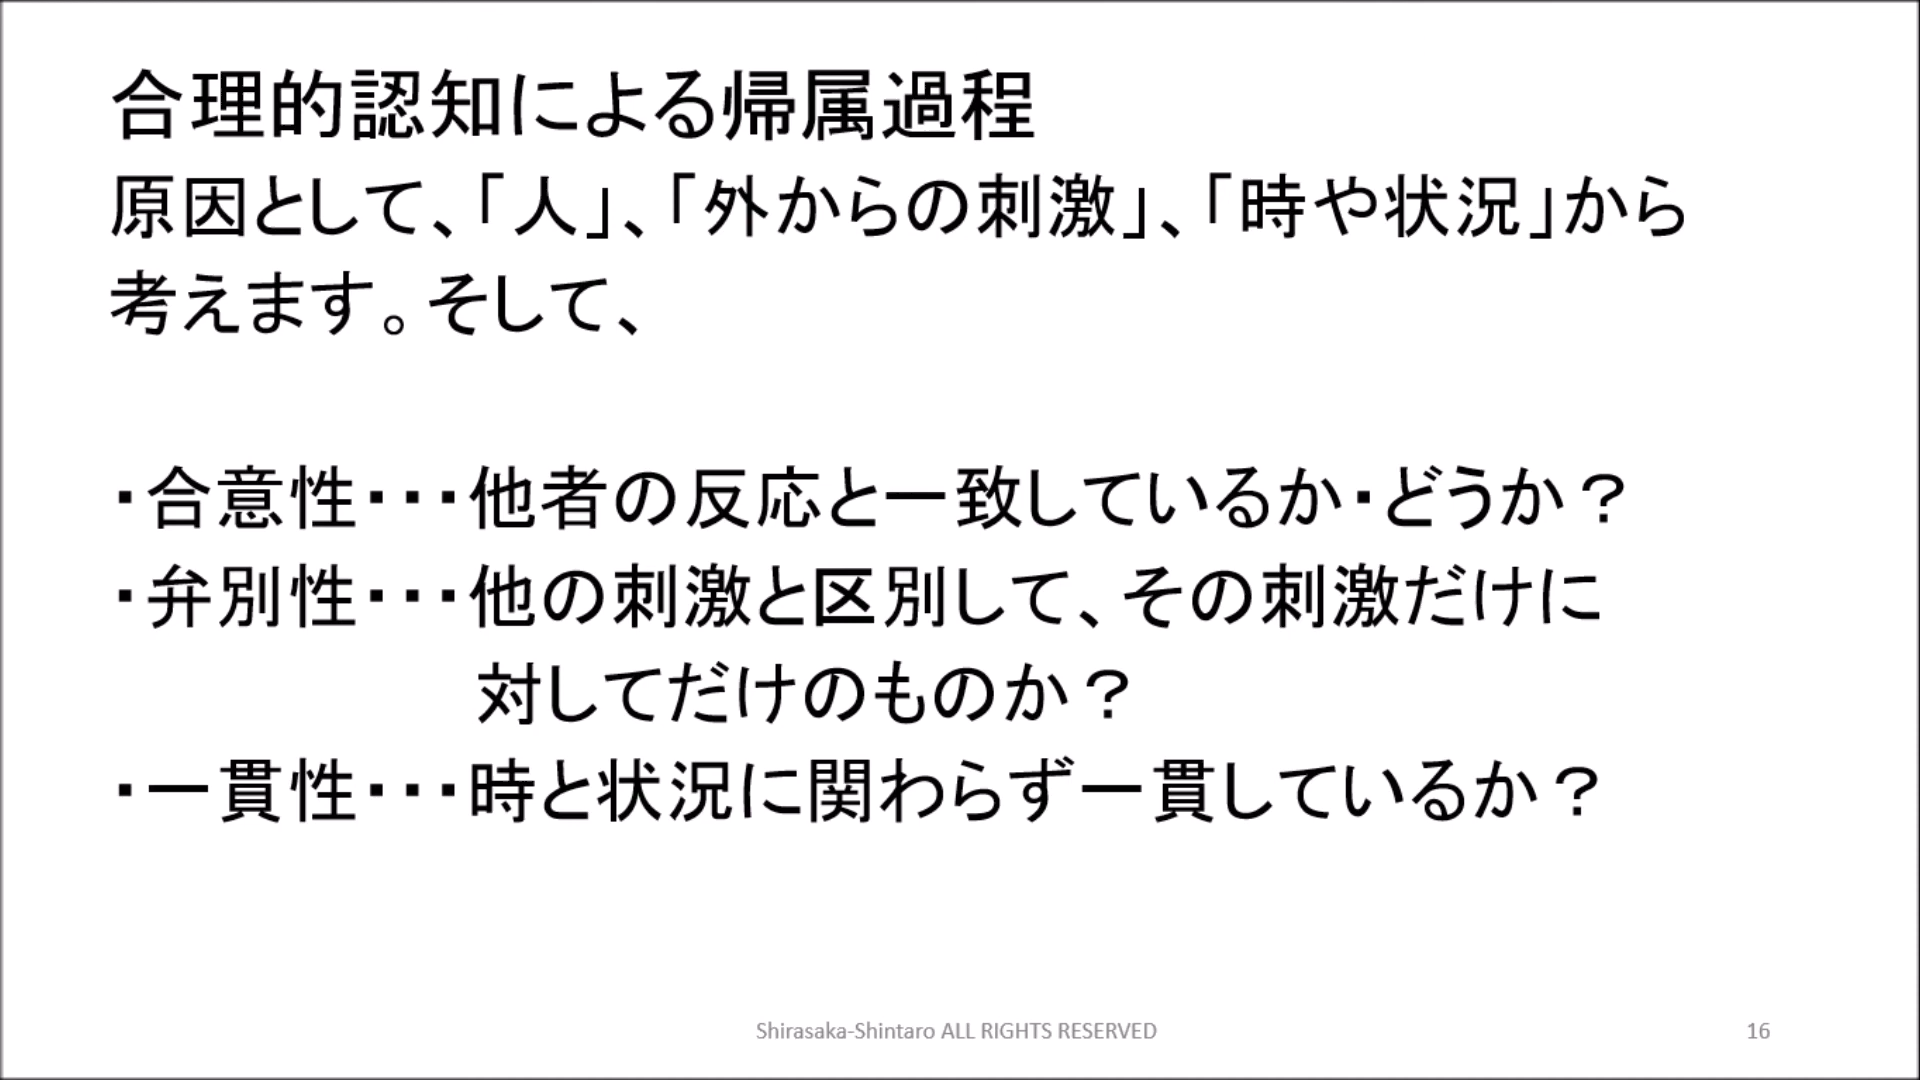 合理的認知による帰属過程
原因として、「人」、「外からの刺激」、「時や状況」から
考えます。そして、
・合意性・・・他者の反応と一致しているか・どうか？
・弁別性・・・他の刺激と区別して、その刺激だけに
対してだけのものか？
・一貫性・・・時と状況に関わらず一貫しているか？
Shirasaka-Shintaro ALL RIGHTS RESERVED
16